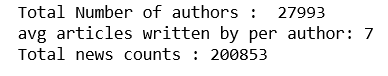 Total Number of authors :  27993
avg articles written by per author: 7
Total news counts : 200853